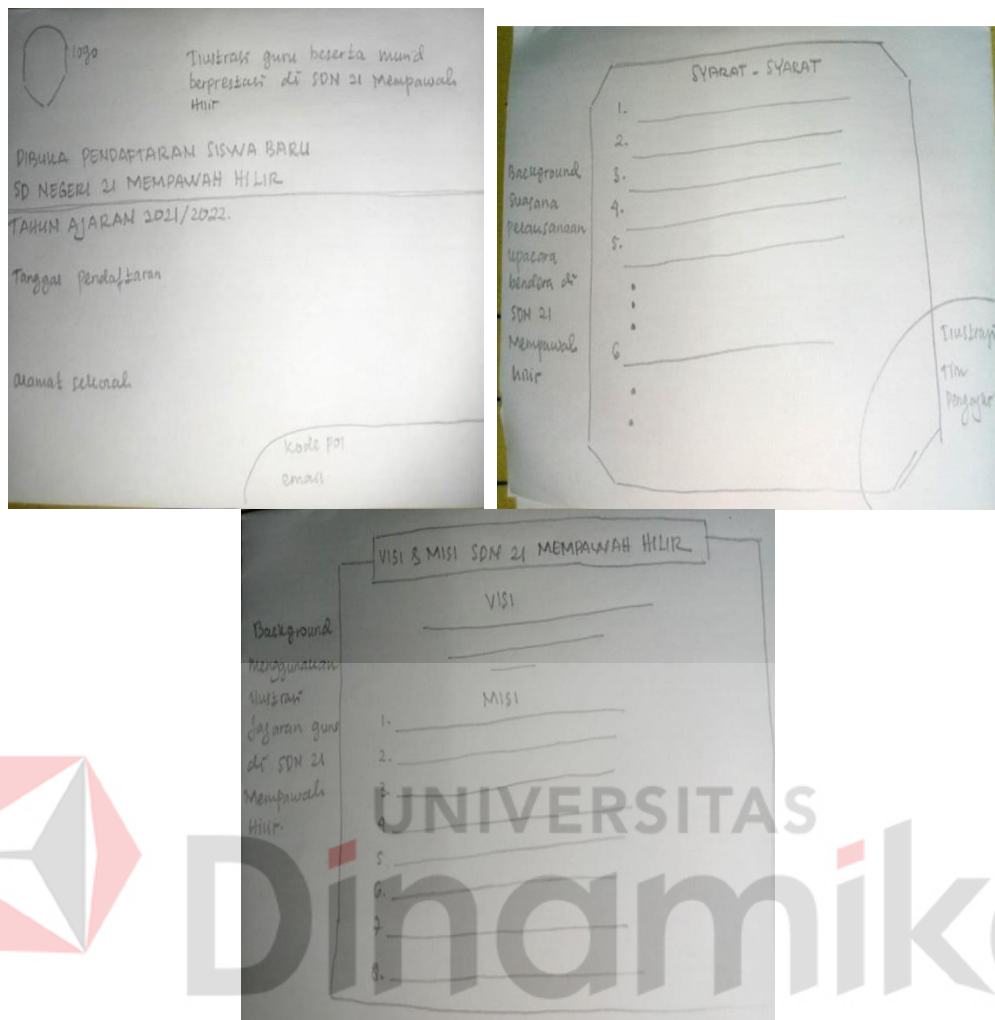 logo
Ilustrasi guru beserta murid
berprestasi di SDN 21 Mempawah
Hilir
DIBUKA PENDAFTARAN SISWA BARU
SD NEGERI 21 MEMPAWAH HILIR
TAHUN AJARAN 2021/2022.
Tanggal Pendaftaran
alamat sekolah
Kode pos
email
SYARAT - SYARAT
1.
2.
3.
4.
5.
6
Background
Suasana
Pelaksanaan
upacara
bendera di
SDN 21
Mempawah
Hilir
Ilustrasi
Tim
Pengajar
VISI & MISI SDN 21 MEMPAWAH HILIR
VISI
MISI
1.
2.
3.
4
5
6.
7
8.
Background
Menggunakan
ilustrasi
Jajaran guru
di SDN 21
Mempawah
Hilir.
UNIVERSITAS
Dinamika